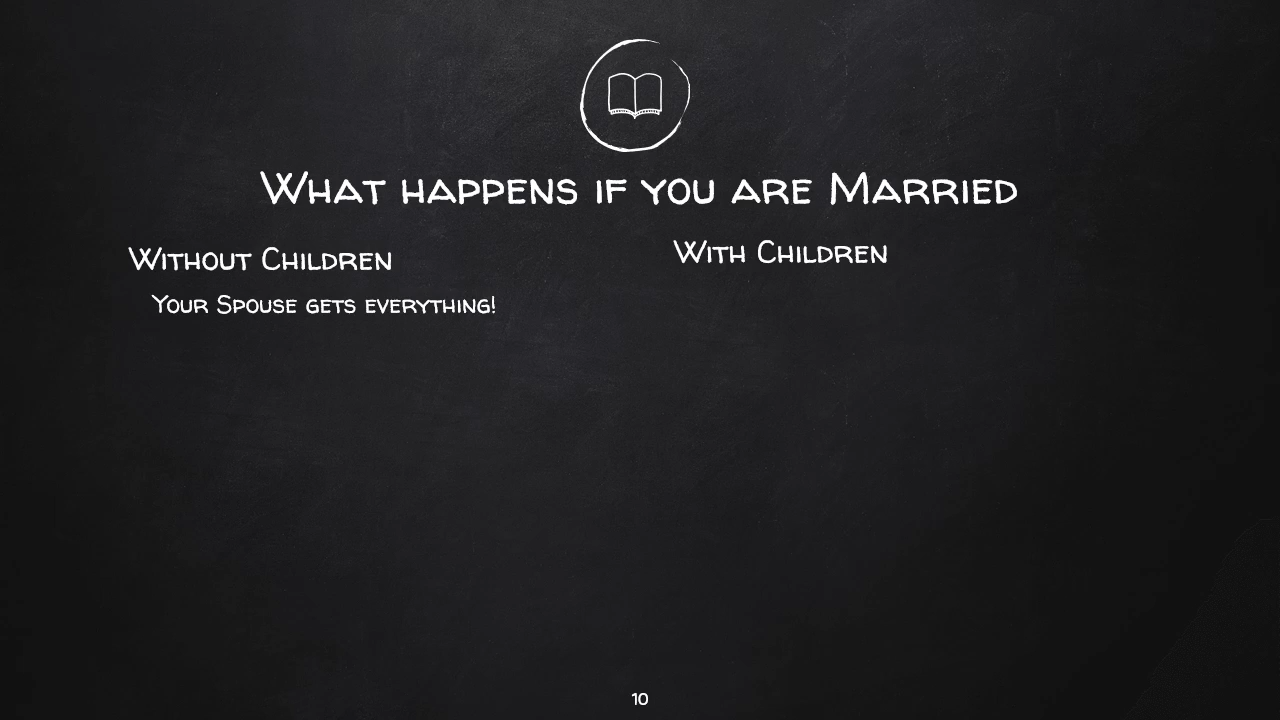 What happens if you are Married
Without Children
Your Spouse gets everything!
With Children
10